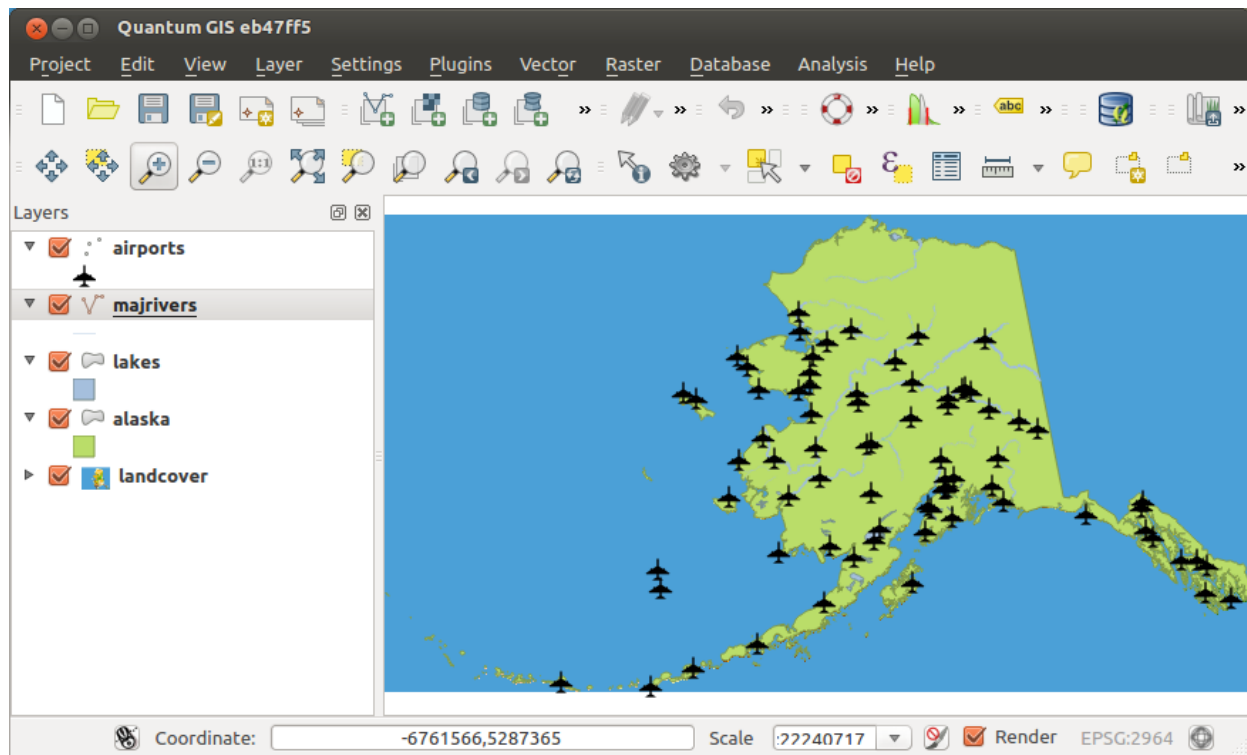 Quantum GIS eb47ff5
Project Edit View Layer Settings Plugins Vector Raster Database Analysis Help
abc
1:1
Layers
airports
majrivers
lakes
alaska
landcover
Coordinate: -6761566,5287365 Scale :22240717 Render EPSG:2964